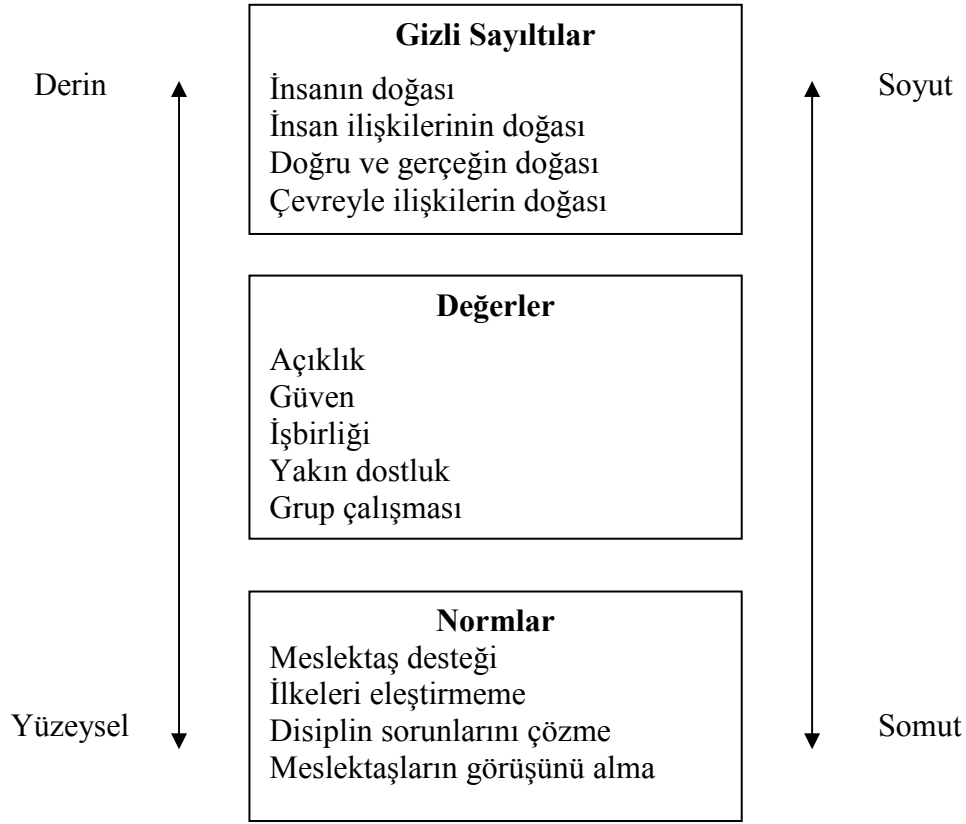 Gizli Sayıltılar
Derin
Soyut
İnsanın doğası
İnsan ilişkilerinin doğası
Doğru ve gerçeğin doğası
Çevreyle ilişkilerin doğası
Değerler
Açıklık
Güven
İşbirliği
Yakın dostluk
Grup çalışması
Normlar
Meslektaş desteği
İlkeleri eleştirmeme
Yüzeysel
Somut
Disiplin sorunlarını çözme
Meslektaşların görüşünü alma